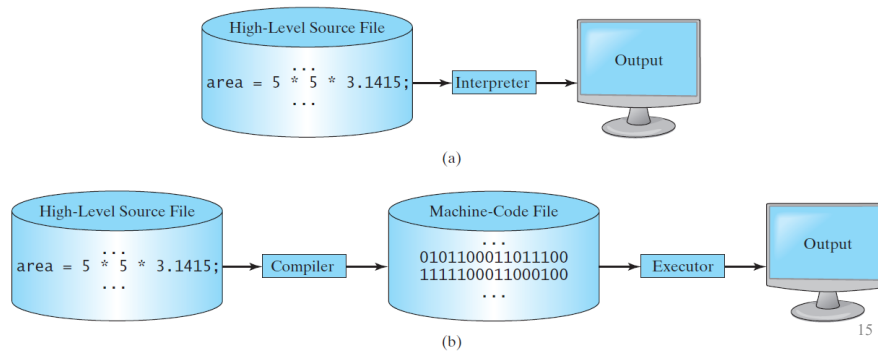 High-Level Source File
...
area = 5 * 5 * 3.1415;
...
Interpreter
Output
(a)
High-Level Source File
...
area = 5 * 5 * 3.1415;
...
Compiler
Machine-Code File
...
0101100011011100
1111100011000100
...
Executor
Output
15
(b)